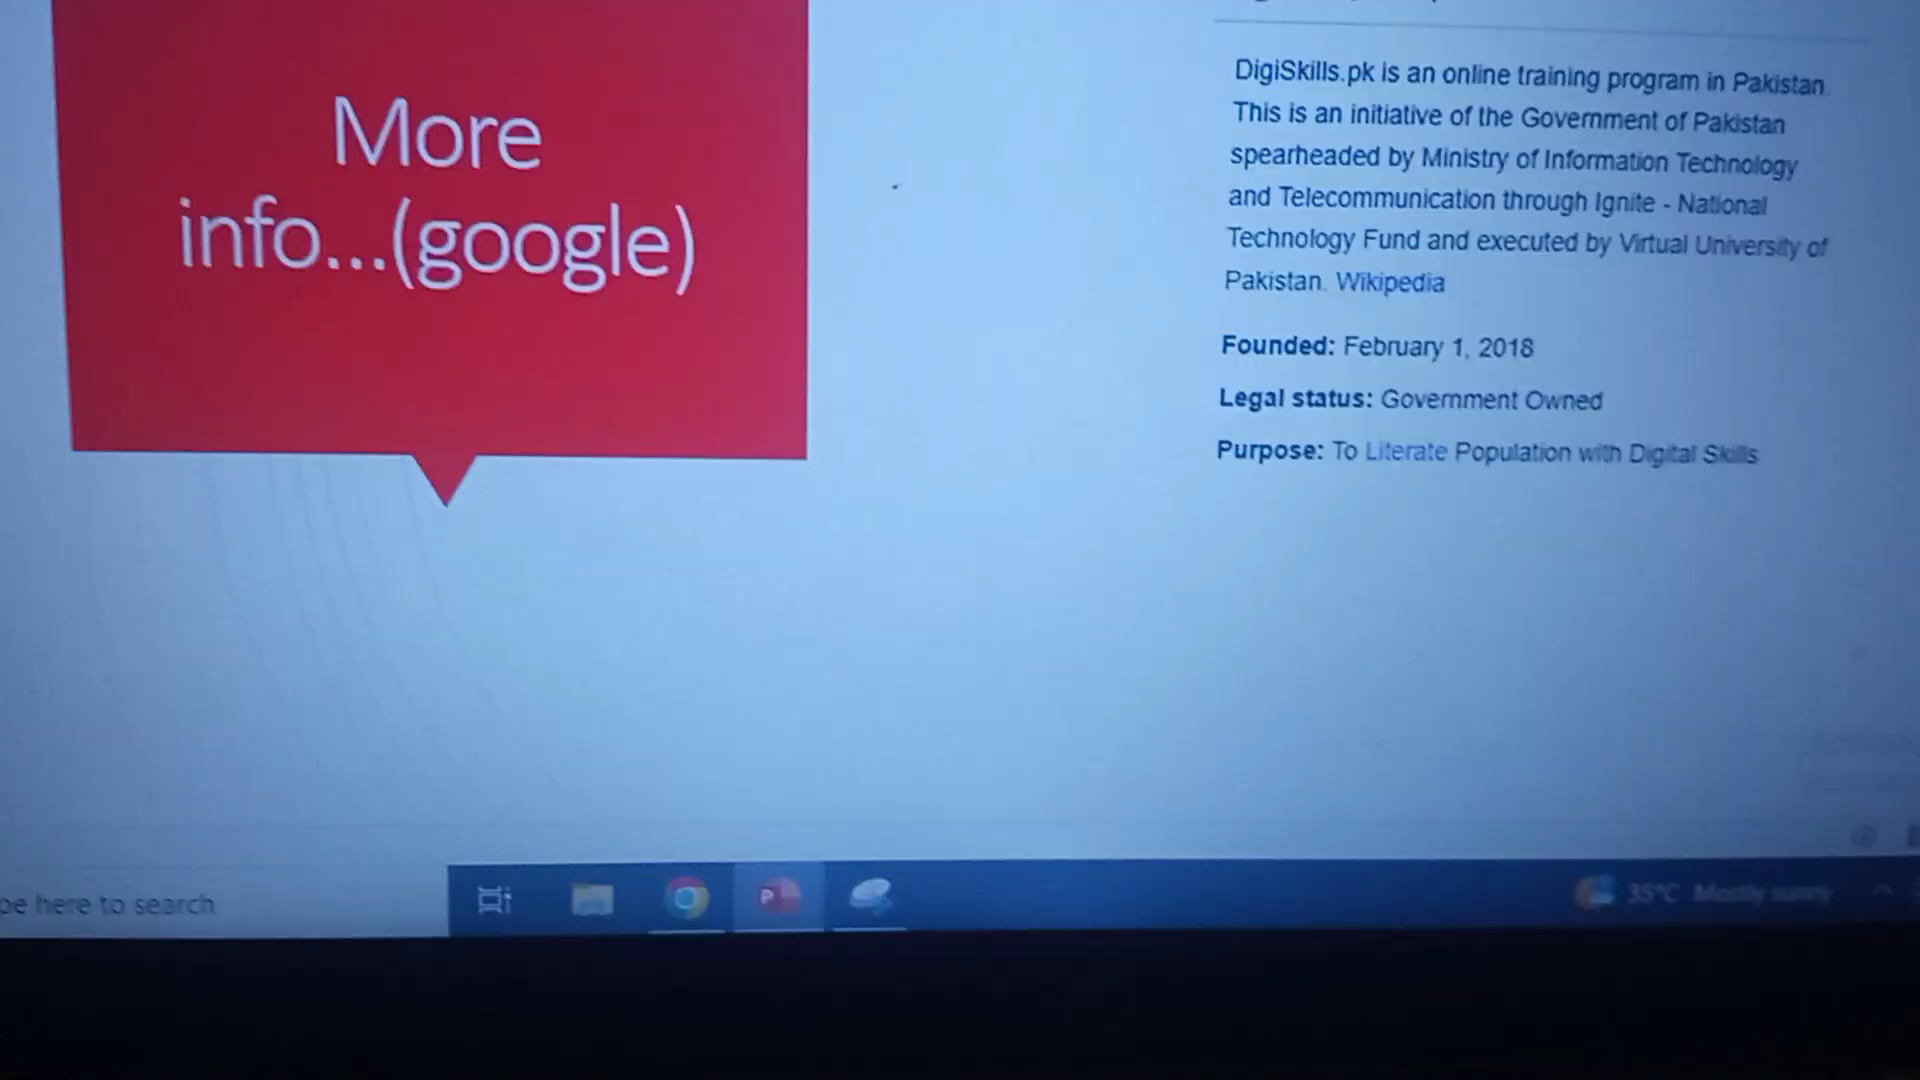 More
info...(google)
DigiSkills.pk is an online training program in Pakistan.
This is an initiative of the Government of Pakistan
spearheaded by Ministry of Information Technology
and Telecommunication through Ignite - National
Technology Fund and executed by Virtual University of
Pakistan. Wikipedia
Founded: February 1, 2018
Legal status: Government Owned
Purpose: To Literate Population with Digital Skills
pe here to search
35°C Mostly sunny